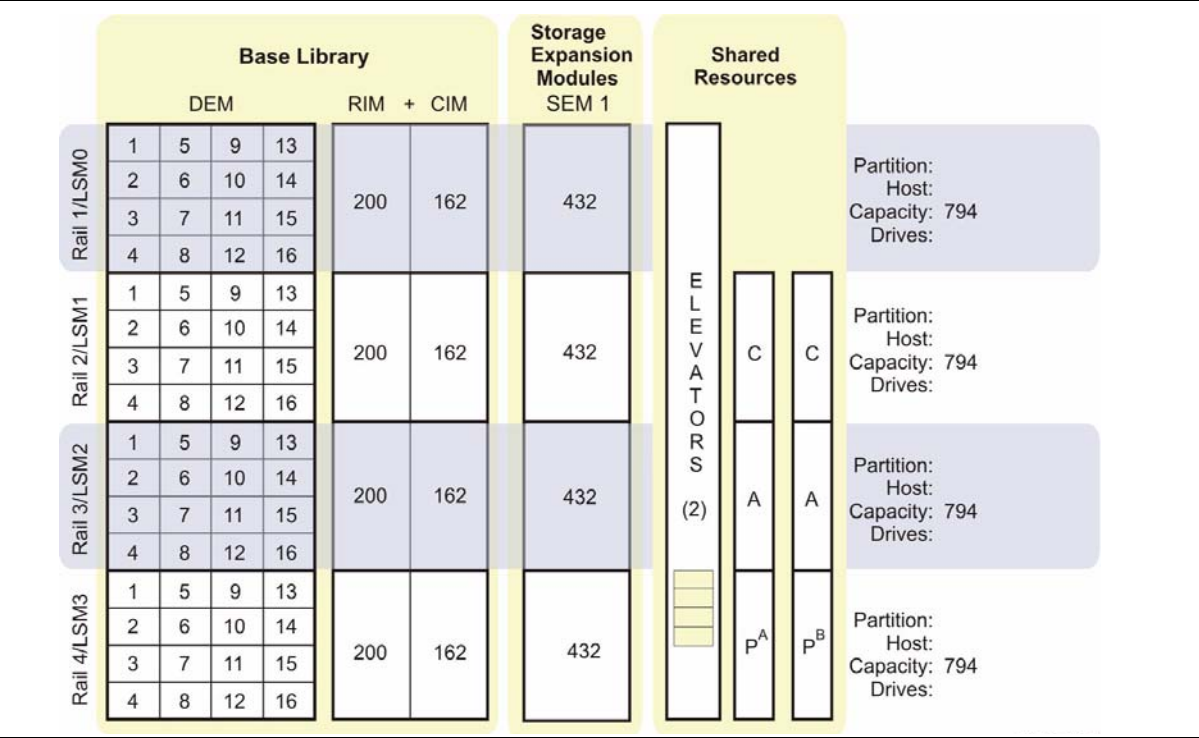 Base Library
Storage
Expansion
Modules
Shared
Resources
DEM
RIM + CIM
SEM 1
Rail 1/LSM0
1 5 9 13
2 6 10 14
3 7 11 15
4 8 12 16
200 162 432
Partition:
Host:
Capacity: 794
Drives:
Rail 2/LSM1
1 5 9 13
2 6 10 14
3 7 11 15
4 8 12 16
200 162 432
ELEVATORS
(2)
C C
Partition:
Host:
Capacity: 794
Drives:
Rail 3/LSM2
1 5 9 13
2 6 10 14
3 7 11 15
4 8 12 16
200 162 432
A A
Partition:
Host:
Capacity: 794
Drives:
Rail 4/LSM3
1 5 9 13
2 6 10 14
3 7 11 15
4 8 12 16
200 162 432
Pᴬ Pᴮ
Partition:
Host:
Capacity: 794
Drives: